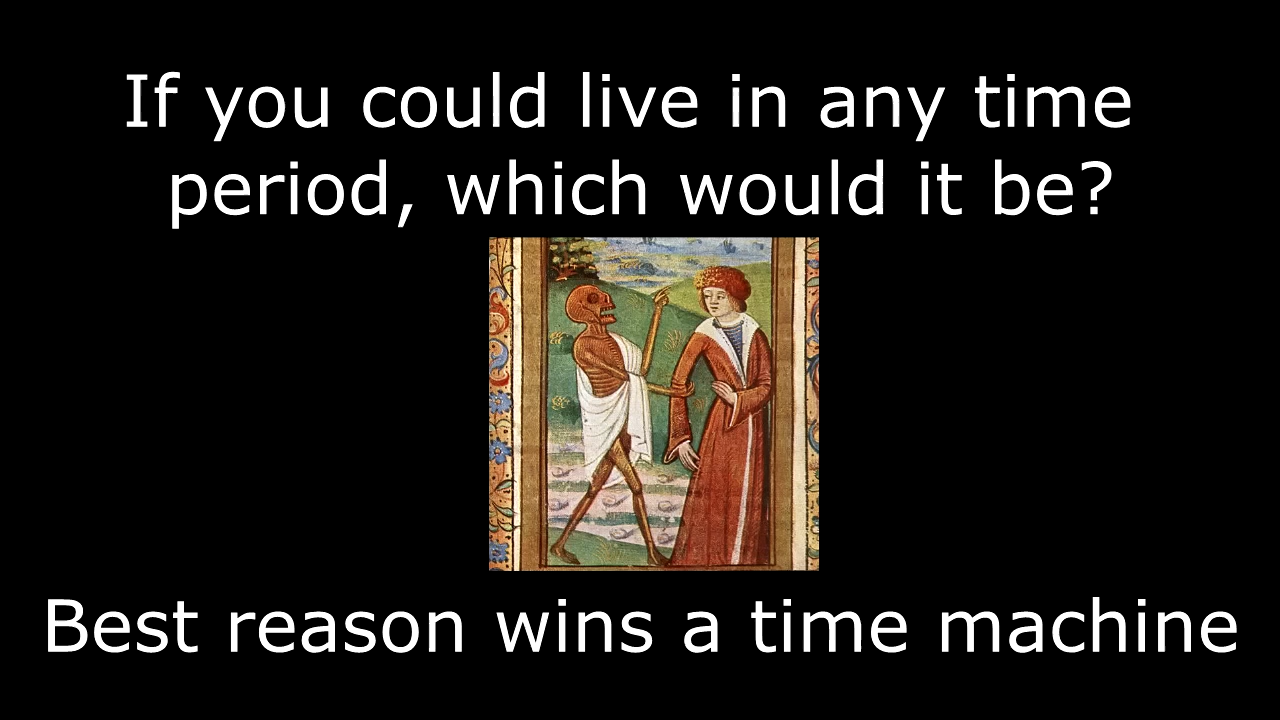 If you could live in any time
period, which would it be?
Best reason wins a time machine